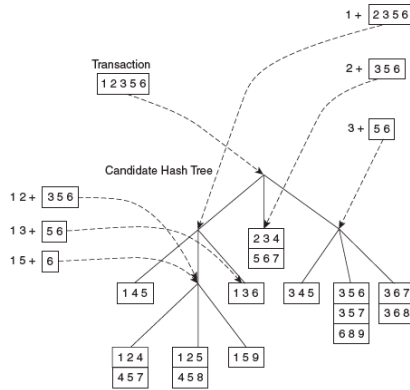 1 + 2 3 5 6
Transaction
2 + 3 5 6
1 2 3 5 6
3 + 5 6
Candidate Hash Tree
1 2 + 3 5 6
1 3 + 5 6
2 3 4
5 6 7
1 5 + 6
1 4 5
1 3 6
3 4 5
3 5 6
3 6 7
3 5 7
3 6 8
6 8 9
1 2 4
1 2 5
1 5 9
4 5 7
4 5 8